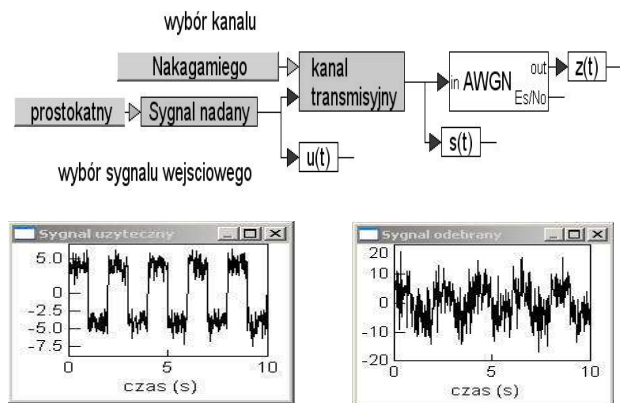 wybór kanalu
Nakagamiego
kanal
transmisyjny
in AWGN
out
Es/No
z(t)
prostokatny
Sygnal nadany
s(t)
u(t)
wybór sygnalu wejsciowego
Sygnal uzyteczny
5.0
0
-2.5
-5.0
-7.5
0
5
10
czas (s)
Sygnal odebrany
20
10
0
-10
-20
0
5
10
czas (s)